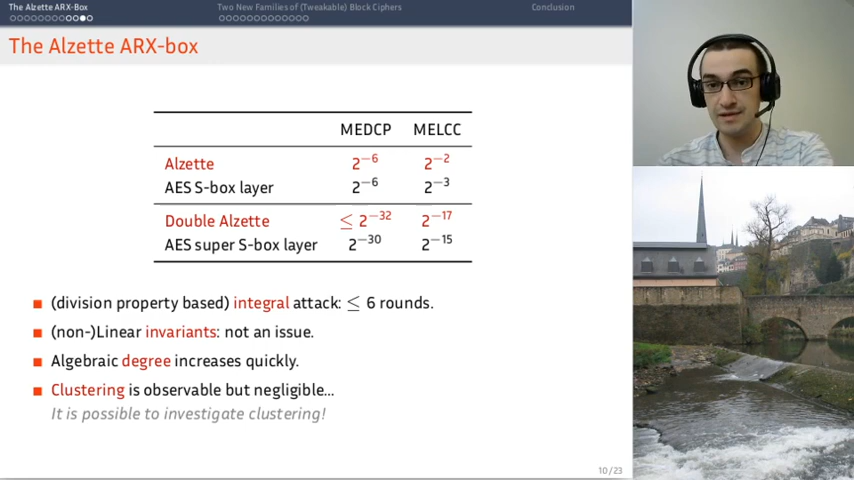 The Alzette ARX-Box
Two New Families of (Tweakable) Block Ciphers
Conclusion
The Alzette ARX-box
MEDCP MELCC
Alzette 2⁻⁶ 2⁻²
AES S-box layer 2⁻⁶ 2⁻³
Double Alzette ≤ 2⁻³² 2⁻¹⁷
AES super S-box layer 2⁻³⁰ 2⁻¹⁵
(division property based) integral attack: ≤ 6 rounds.
(non-)Linear invariants: not an issue.
Algebraic degree increases quickly.
Clustering is observable but negligible...
It is possible to investigate clustering!
10/23